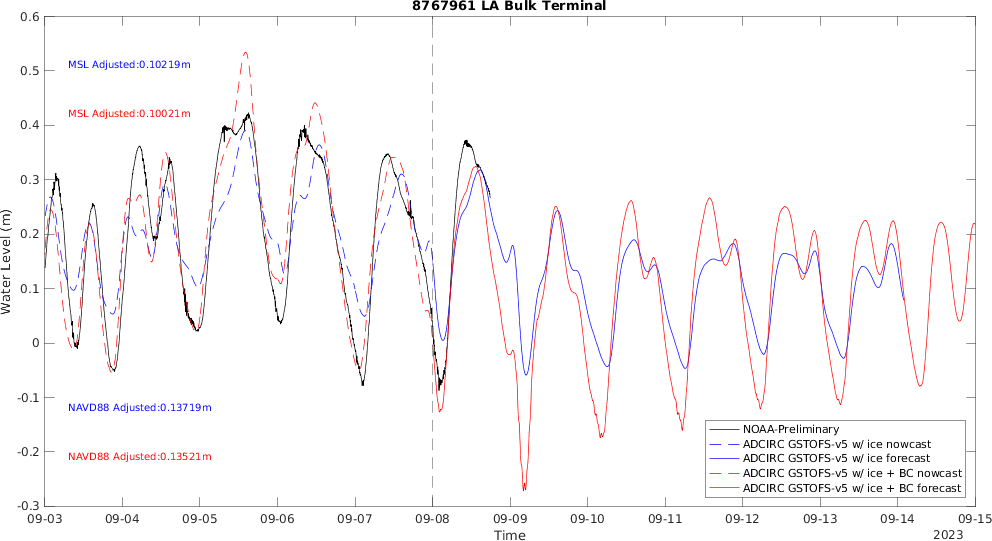 8767961 LA Bulk Terminal
0.6
0.5
0.4
0.3
0.2
0.1
0
-0.1
-0.2
-0.3
Water Level (m)
MSL Adjusted:0.10219m
MSL Adjusted:0.10021m
NAVD88 Adjusted:0.13719m
NAVD88 Adjusted:0.13521m
NOAA-Preliminary
ADCIRC GSTOFS-v5 w/ ice nowcast
ADCIRC GSTOFS-v5 w/ ice forecast
ADCIRC GSTOFS-v5 w/ ice + BC nowcast
ADCIRC GSTOFS-v5 w/ ice + BC forecast
09-03 09-04 09-05 09-06 09-07 09-08 09-09 09-10 09-11 09-12 09-13 09-14 09-15
Time
2023